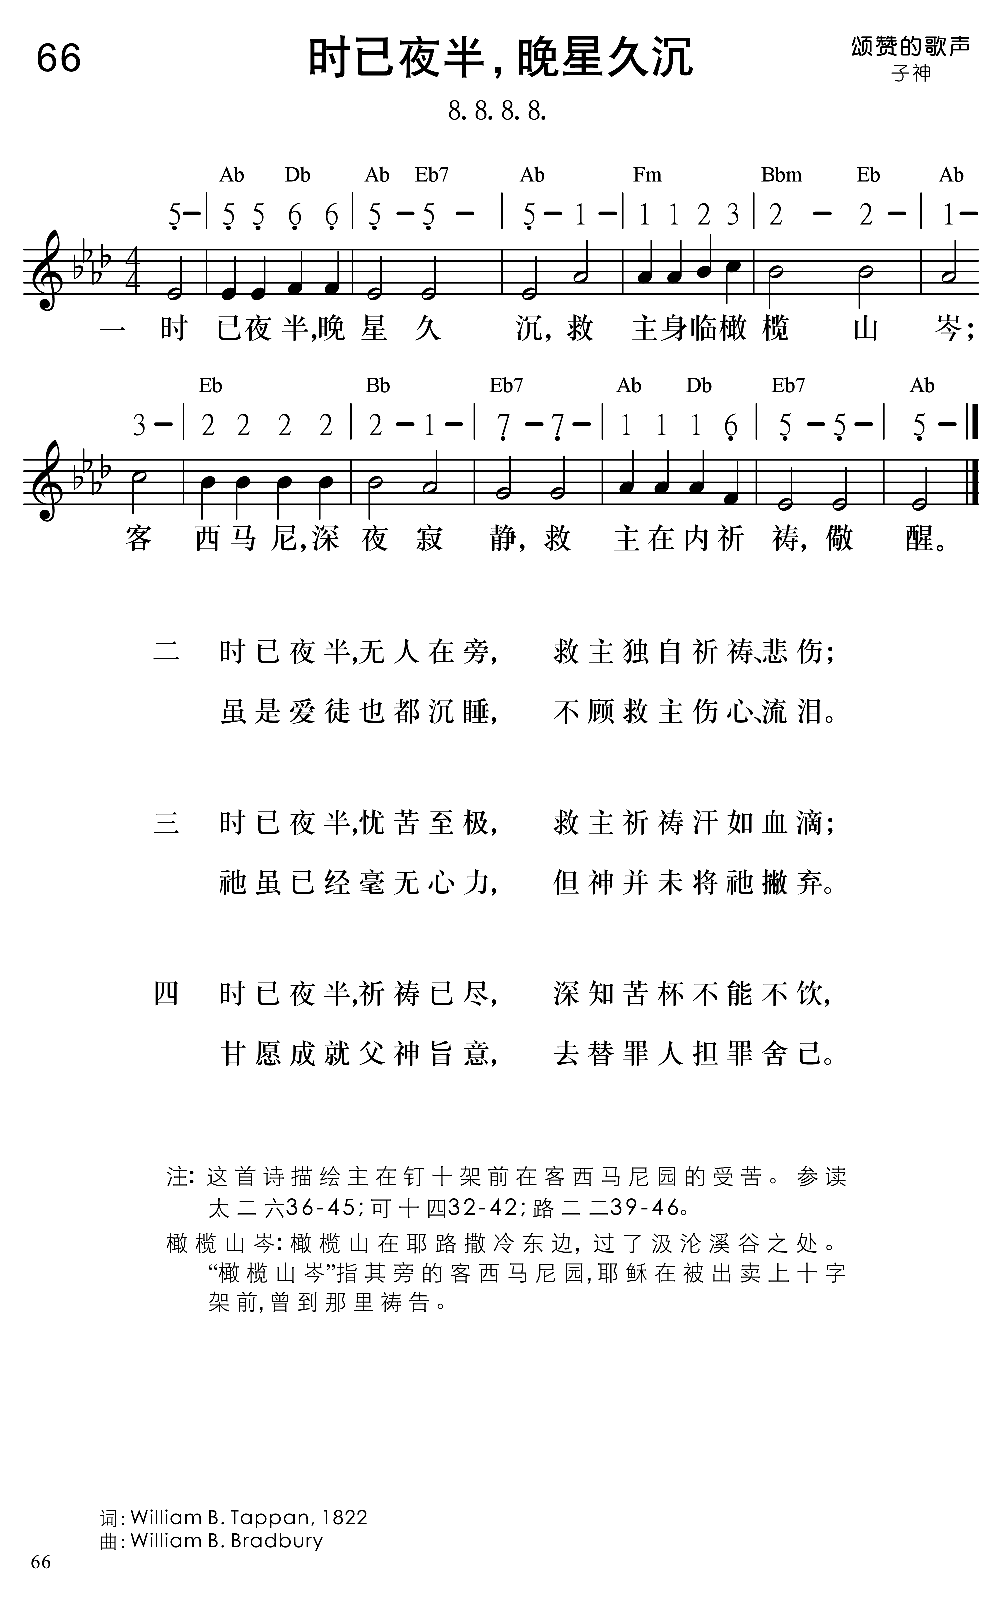 66
时已夜半，晚星久沉
颂赞的歌声
子神
8. 8. 8. 8.
Ab Db Ab Eb7 Ab Fm Bbm Eb Ab
5– | 5 5 6 6 | 5 – 5 – | 5 – 1 – | 1 1 2 3 | 2 – 2 – | 1 –
4
4
一 时 已夜 半,晚 星 久 沉, 救 主身临橄 榄 山 岑;
Eb Bb Eb7 Ab Db Eb7 Ab
3 – | 2 2 2 2 | 2 – 1 – | 7 – 7 – | 1 1 1 6 | 5 – 5 – | 5 –
客 西马尼,深 夜 寂 静, 救 主在内祈 祷, 儆 醒。
二 时已夜半,无人在旁, 救主独自祈祷、悲伤;
虽是爱徒也都沉睡, 不顾救主伤心、流泪。
三 时已夜半,忧苦至极, 救主祈祷汗如血滴;
祂虽已经毫无心力, 但神并未将祂撇弃。
四 时已夜半,祈祷已尽, 深知苦杯不能不饮,
甘愿成就父神旨意, 去替罪人担罪舍己。
注: 这首诗描绘主在钉十架前在客西马尼园的受苦。参读
太二六36-45;可十四32-42;路二二39-46。
橄榄山岑: 橄榄山在耶路撒冷东边, 过了汲沦溪谷之处。
“橄榄山岑”指其旁的客西马尼园,耶稣在被出卖上十字
架前,曾到那里祷告。
词: William B. Tappan, 1822
曲: William B. Bradbury
66